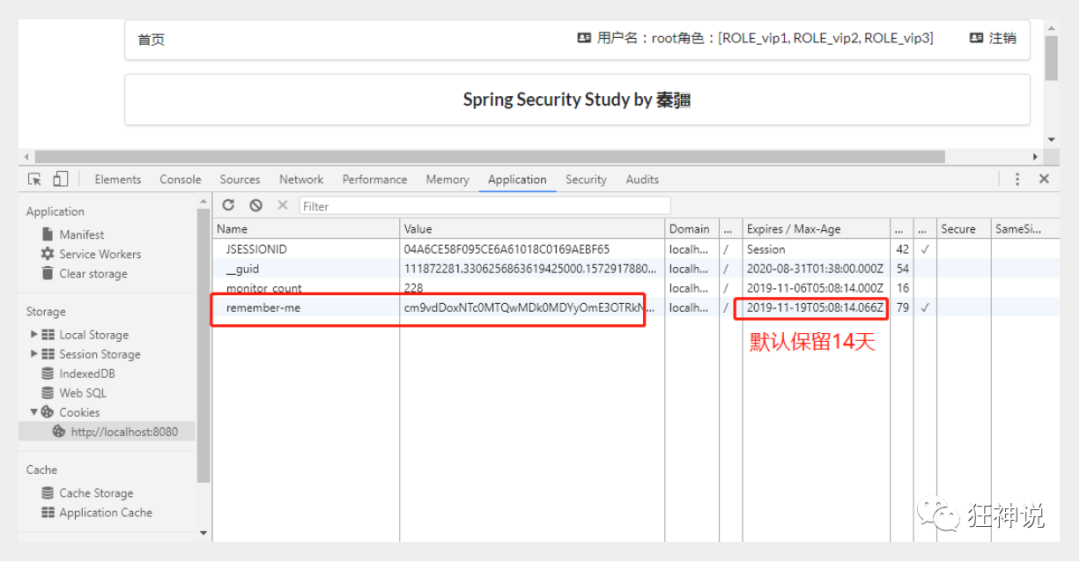 首页 用户名：root角色：[ROLE_vip1, ROLE_vip2, ROLE_vip3] 注销
Spring Security Study by 秦疆
Elements Console Sources Network Performance Memory Application Security Audits
Application
Manifest
Service Workers
Clear storage
Storage
Local Storage
Session Storage
IndexedDB
Web SQL
Cookies
http://localhost:8080
Cache
Cache Storage
Application Cache
Filter
Name Value Domain ... Expires / Max-Age ... ... Secure SameSi...
JSESSIONID 04A6CE58F095CE6A61018C0169AEBF65 localh... / Session 42 ✓
__guid 111872281.3306256863619425000.1572917880... localh... / 2020-08-31T01:38:00.000Z 54
monitor_count 228 localh... / 2019-11-06T05:08:14.000Z 16
remember-me cm9vdDoxNTc0MTQwMDk0MDYyOmE3OTRkN... localh... / 2019-11-19T05:08:14.066Z 79 ✓
默认保留14天
狂神说